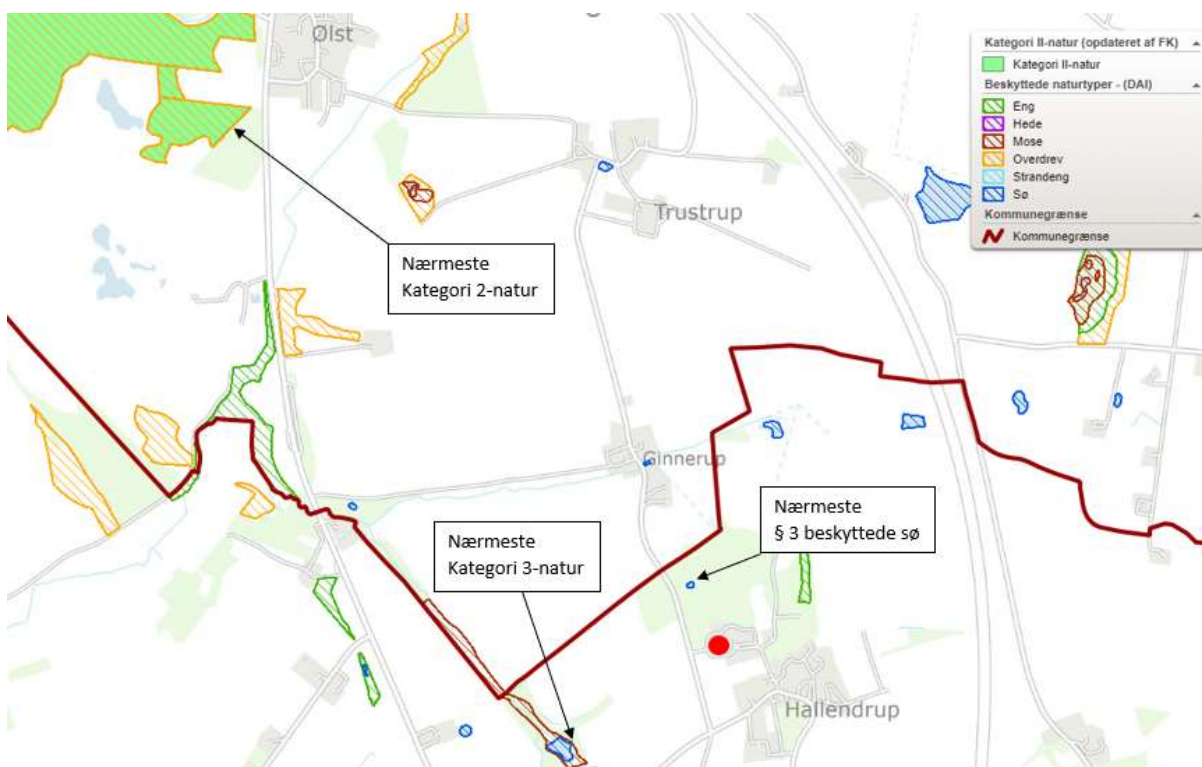 Ølst
Trustrup
Nærmeste
Kategori 2-natur
Ginnerup
Nærmeste
§ 3 beskyttede sø
Nærmeste
Kategori 3-natur
Hallendrup
Kategori II-natur (opdateret af FK)
Kategori II-natur
Beskyttede naturtyper - (DAI)
Eng
Hede
Mose
Overdrev
Strandeng
Sø
Kommunegrænse
Kommunegrænse